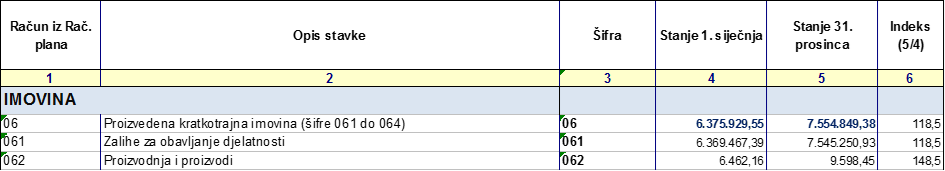 Račun iz Rač. plana Opis stavke Šifra Stanje 1. siječnja Stanje 31. prosinca Indeks (5/4)
1 2 3 4 5 6
IMOVINA
06 Proizvedena kratkotrajna imovina (šifre 061 do 064) 06 6.375.929,55 7.554.849,38 118,5
061 Zalihe za obavljanje djelatnosti 061 6.369.467,39 7.545.250,93 118,5
062 Proizvodnja i proizvodi 062 6.462,16 9.598,45 148,5